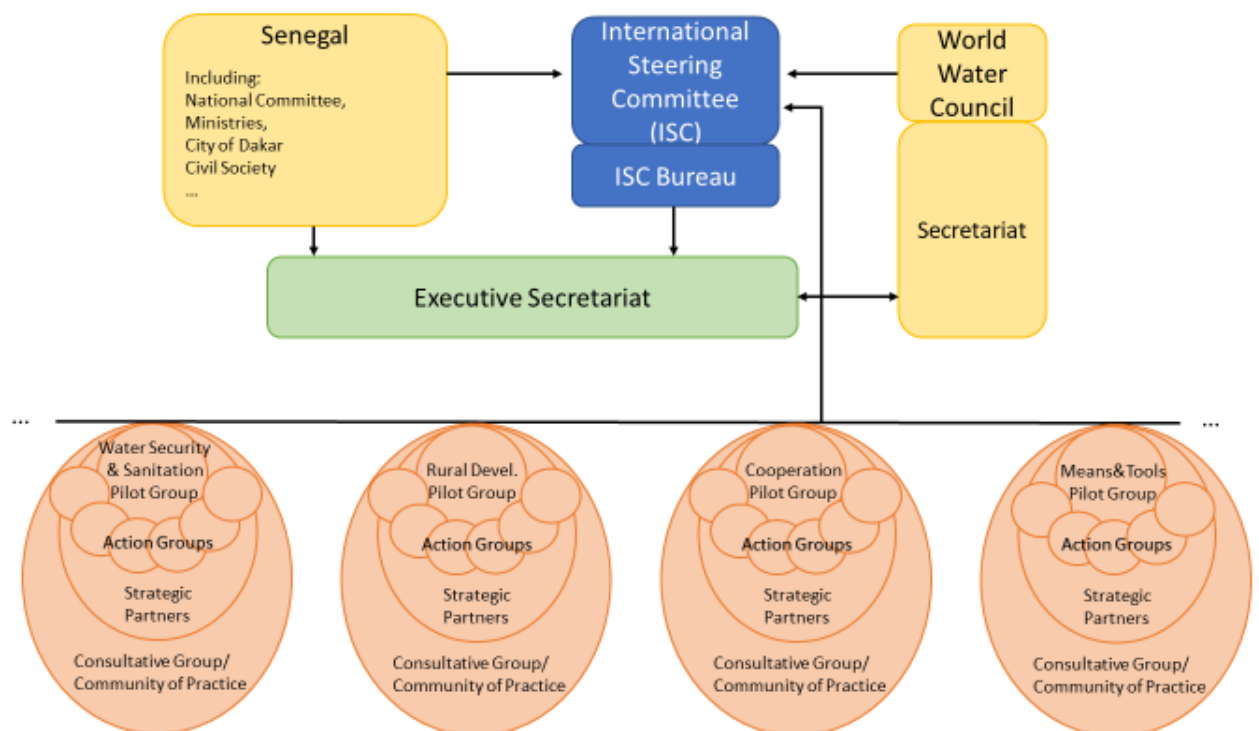 Senegal
Including:
National Committee,
Ministries,
City of Dakar
Civil Society
...
International
Steering
Committee
(ISC)
ISC Bureau
World
Water
Council
Secretariat
Executive Secretariat
...
...
Water Security
& Sanitation
Pilot Group
Action Groups
Strategic
Partners
Consultative Group/
Community of Practice
Rural Devel.
Pilot Group
Action Groups
Strategic
Partners
Consultative Group/
Community of Practice
Cooperation
Pilot Group
Action Groups
Strategic
Partners
Consultative Group/
Community of Practice
Means&Tools
Pilot Group
Action Groups
Strategic
Partners
Consultative Group/
Community of Practice